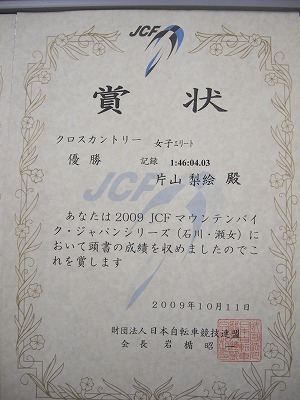 JCF
賞状
クロスカントリー 女子エリート
優勝 記録 1:46:04.03
片山 梨絵 殿
JCF
あなたは2009 JCFマウンテンバイ
ク・ジャパンシリーズ(石川・瀬女)に
おいて頭書の成績を収めましたのでこ
れを賞します
2009年10月11日
財団法人日本自転車競技連盟
会長 岩楯昭一